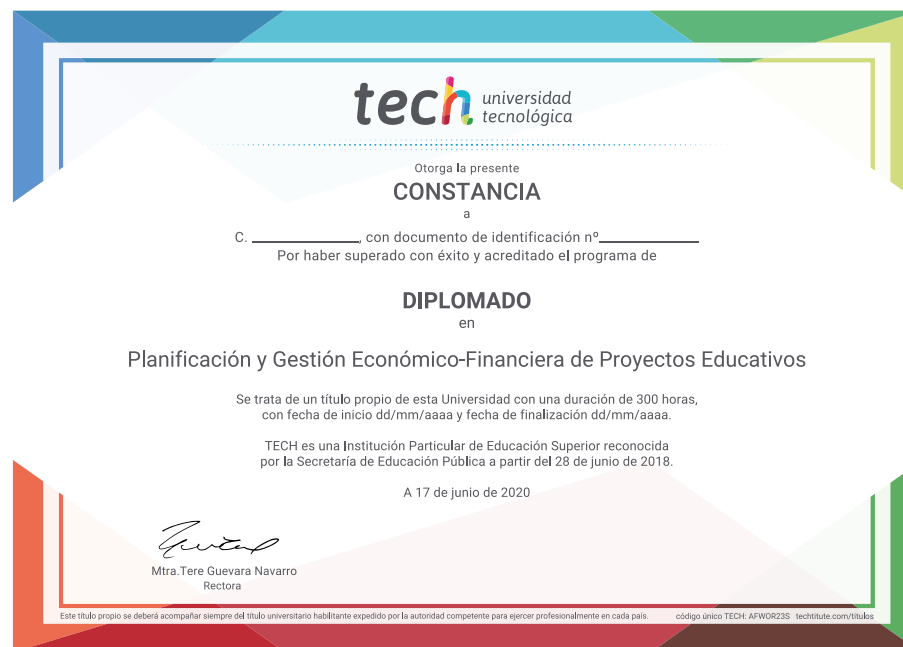 tech universidad
tecnológica
Otorga la presente
CONSTANCIA
a
C. ________________, con documento de identificación nº________________
Por haber superado con éxito y acreditado el programa de
DIPLOMADO
en
Planificación y Gestión Económico-Financiera de Proyectos Educativos
Se trata de un título propio de esta Universidad con una duración de 300 horas,
con fecha de inicio dd/mm/aaaa y fecha de finalización dd/mm/aaaa.
TECH es una Institución Particular de Educación Superior reconocida
por la Secretaría de Educación Pública a partir del 28 de junio de 2018.
A 17 de junio de 2020
Mtra.Tere Guevara Navarro
Rectora
Este título propio se deberá acompañar siempre del título universitario habilitante expedido por la autoridad competente para ejercer profesionalmente en cada país. código único TECH: AFWOR23S techtitute.com/titulos